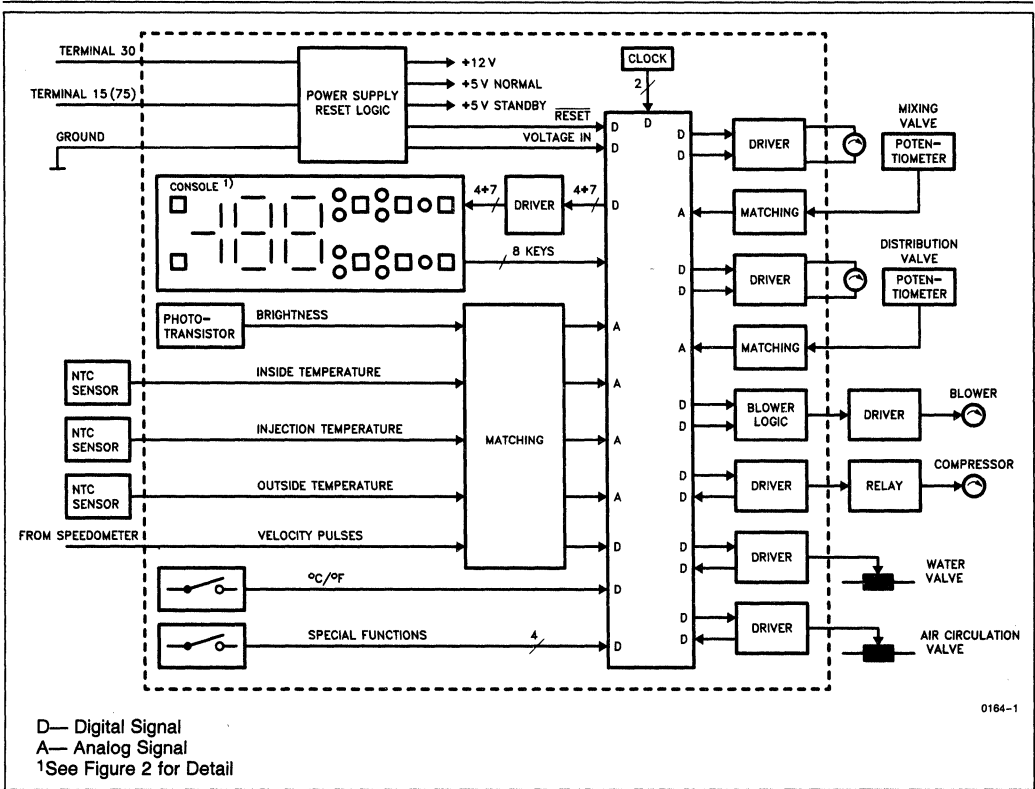 TERMINAL 30
TERMINAL 15 (75)
GROUND
POWER SUPPLY
RESET LOGIC
+12 V
+5 V NORMAL
+5 V STANDBY
RESET
VOLTAGE IN
CLOCK
2
D
D
D
CONSOLE 1)
4+7
DRIVER
4+7
D
8 KEYS
PHOTO-
TRANSISTOR
BRIGHTNESS
A
NTC
SENSOR
INSIDE TEMPERATURE
A
NTC
SENSOR
INJECTION TEMPERATURE
MATCHING
A
NTC
SENSOR
OUTSIDE TEMPERATURE
A
FROM SPEEDOMETER
VELOCITY PULSES
D
°C/°F
D
SPECIAL FUNCTIONS
4
D
D
D
DRIVER
MIXING
VALVE
POTEN-
TIOMETER
A
MATCHING
D
D
DRIVER
DISTRIBUTION
VALVE
POTEN-
TIOMETER
A
MATCHING
D
D
BLOWER
LOGIC
DRIVER
BLOWER
D
D
DRIVER
RELAY
COMPRESSOR
D
D
DRIVER
WATER
VALVE
D
D
DRIVER
AIR CIRCULATION
VALVE
0164-1
D— Digital Signal
A— Analog Signal
1See Figure 2 for Detail